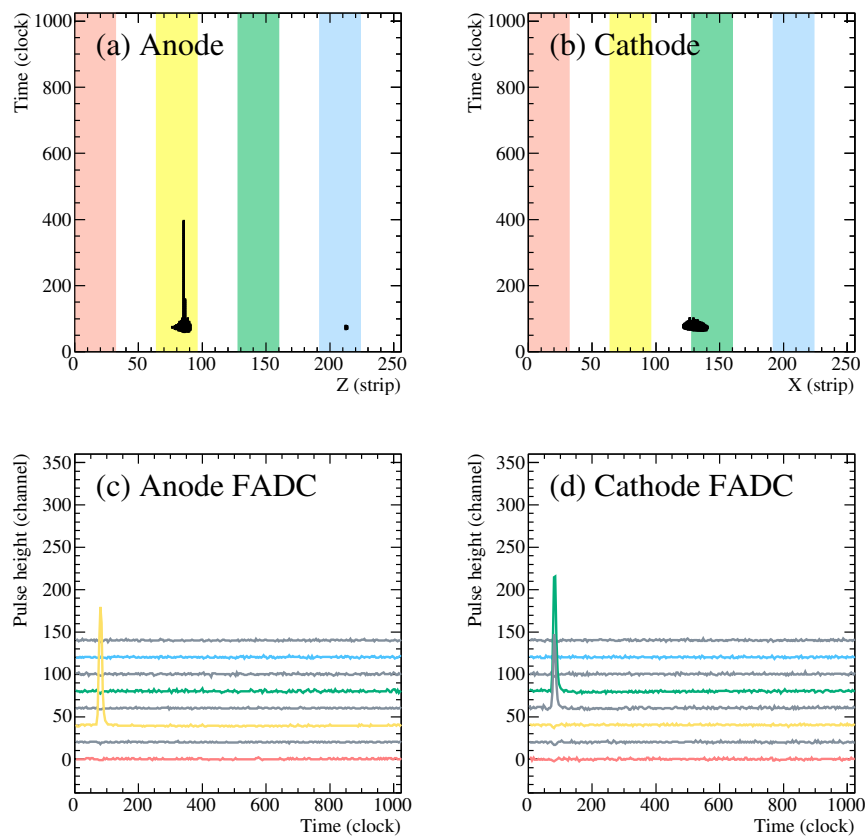 (a) Anode
Time (clock)
1000
800
600
400
200
0
0 50 100 150 200 250
Z (strip)
(b) Cathode
Time (clock)
1000
800
600
400
200
0
0 50 100 150 200 250
X (strip)
(c) Anode FADC
Pulse height (channel)
350
300
250
200
150
100
50
0
0 200 400 600 800 1000
Time (clock)
(d) Cathode FADC
Pulse height (channel)
350
300
250
200
150
100
50
0
0 200 400 600 800 1000
Time (clock)